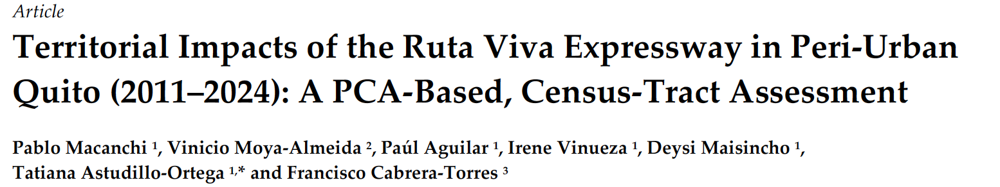 Article
Territorial Impacts of the Ruta Viva Expressway in Peri-Urban
Quito (2011–2024): A PCA-Based, Census-Tract Assessment
Pablo Macanchi ¹, Vinicio Moya-Almeida ², Paúl Aguilar ¹, Irene Vinueza ¹, Deysi Maisincho ¹,
Tatiana Astudillo-Ortega ¹,* and Francisco Cabrera-Torres ³